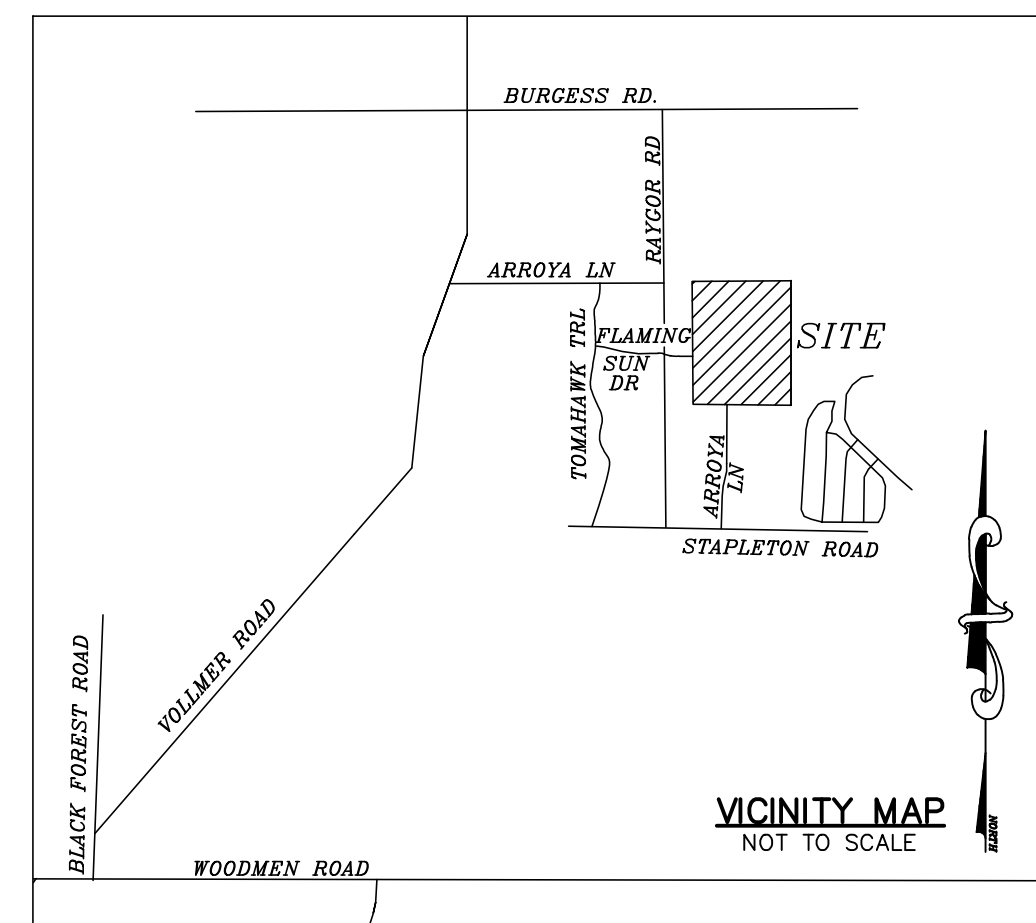 BURGESS RD.
RAYGOR RD
ARROYA LN
TOMAHAWK TRL
FLAMING
SUN
DR
SITE
ARROYA
LN
STAPLETON ROAD
VOLLMER ROAD
BLACK FOREST ROAD
WOODMEN ROAD
VICINITY MAP
NOT TO SCALE
NORTH